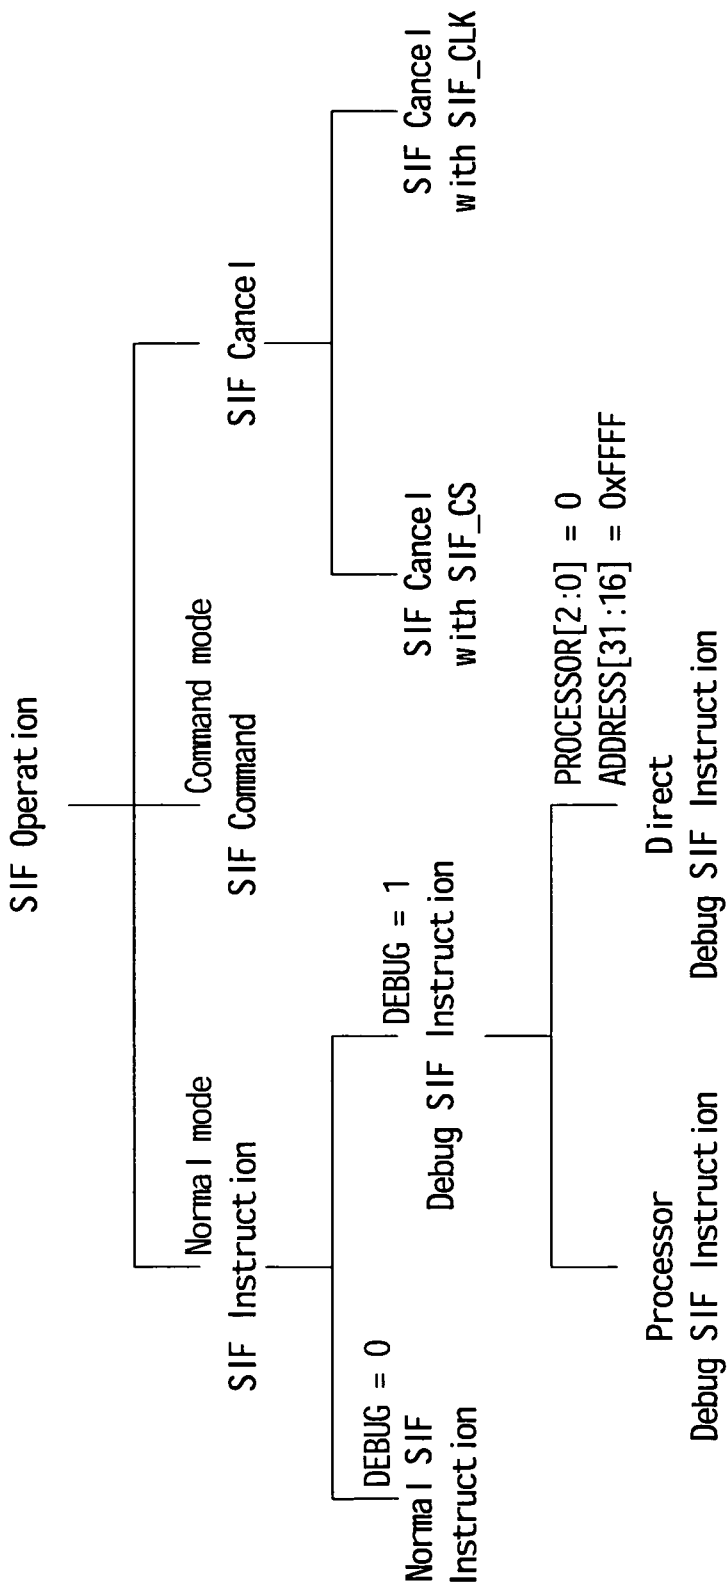 SIF Operation
Normal mode
SIF Instruction
Command mode
SIF Command
SIF Cancel
DEBUG = 0
Normal SIF
Instruction
DEBUG = 1
Debug SIF Instruction
SIF Cancel
with SIF_CS
SIF Cancel
with SIF_CLK
Processor
Debug SIF Instruction
PROCESSOR[2:0] = 0
ADDRESS[31:16] = 0xFFFF
Direct
Debug SIF Instruction